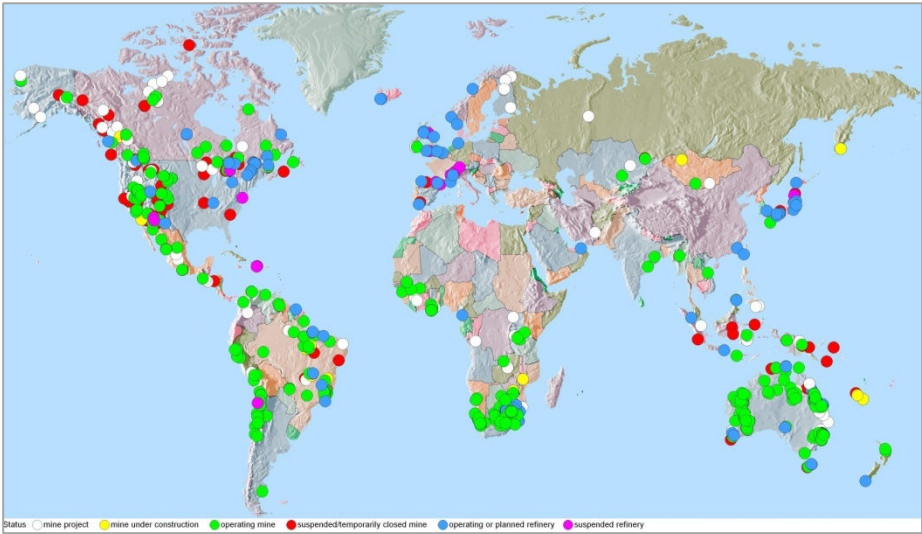 Status mine project mine under construction operating mine suspended/temporarily closed mine operating or planned refinery suspended refinery